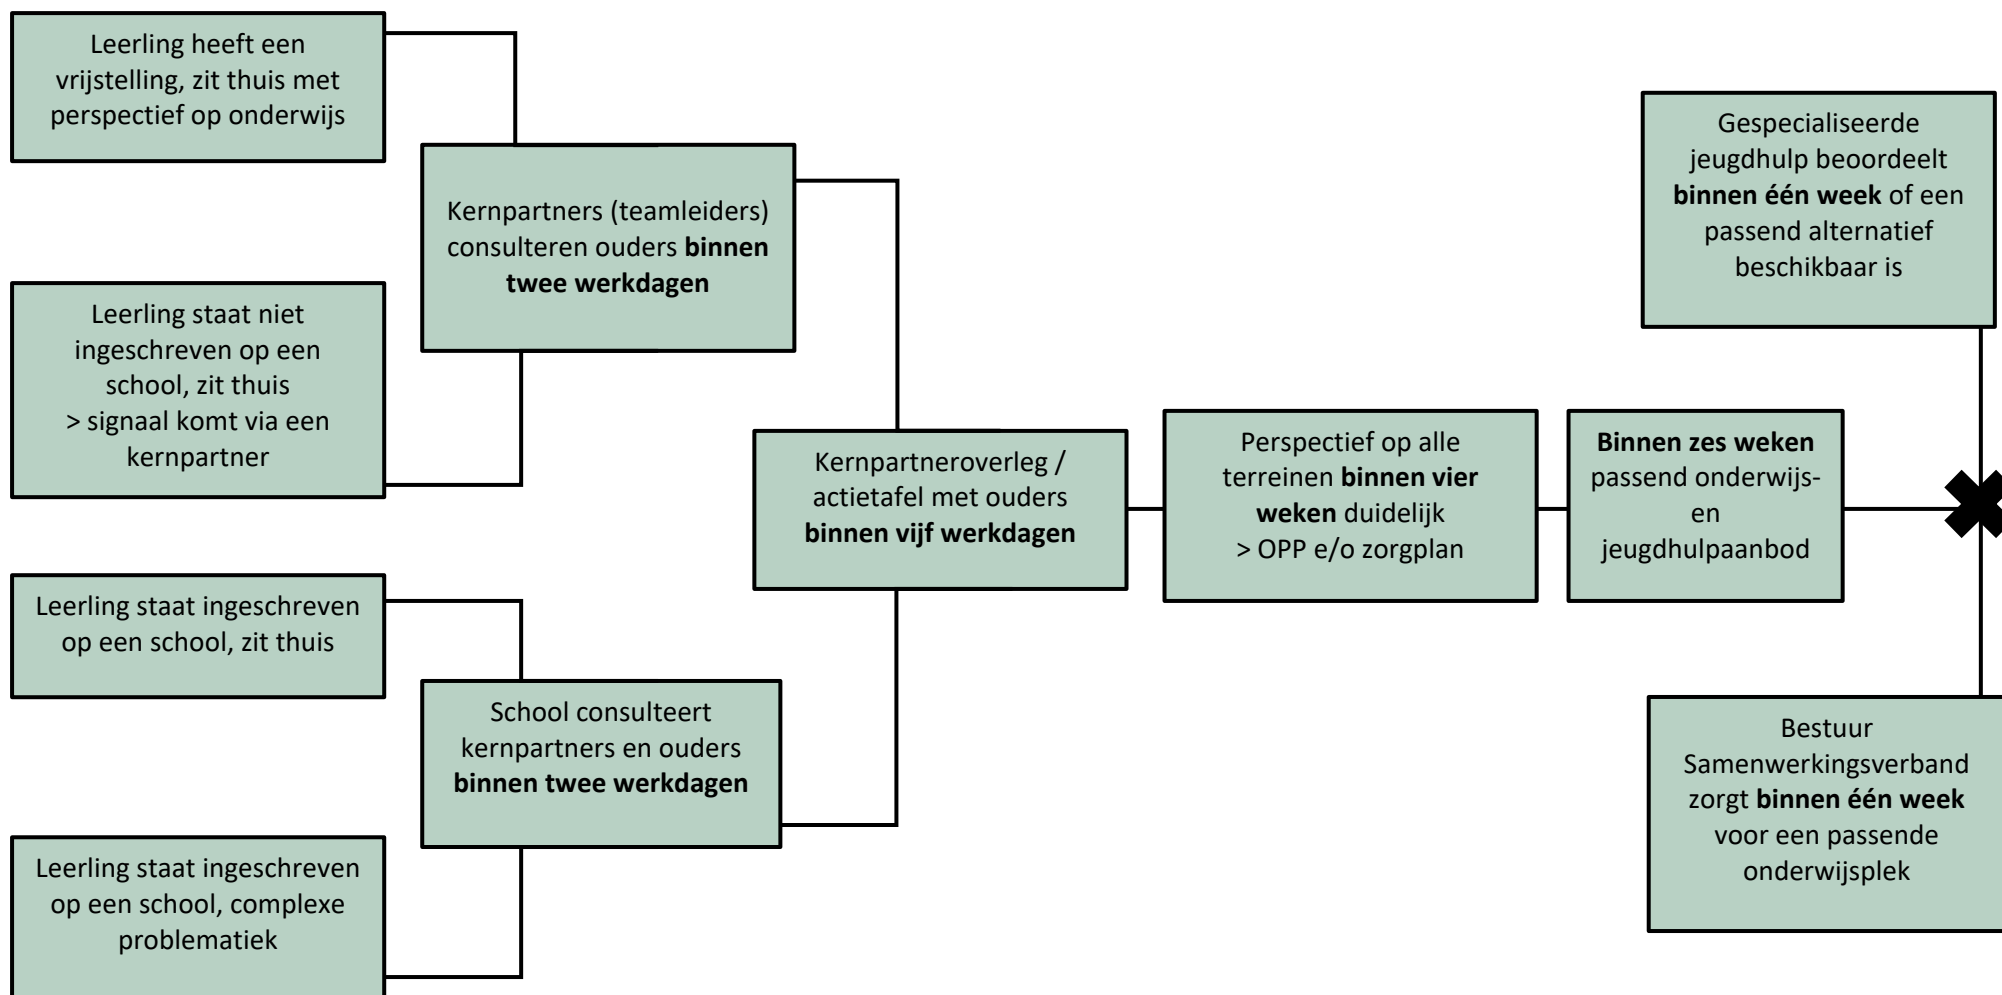 Leerling heeft een
vrijstelling, zit thuis met
perspectief op onderwijs
Leerling staat niet
ingeschreven op een
school, zit thuis
> signaal komt via een
kernpartner
Leerling staat ingeschreven
op een school, zit thuis
Leerling staat ingeschreven
op een school, complexe
problematiek
Kernpartners (teamleiders)
consulteren ouders binnen
twee werkdagen
School consulteert
kernpartners en ouders
binnen twee werkdagen
Kernpartneroverleg /
actietafel met ouders
binnen vijf werkdagen
Perspectief op alle
terreinen binnen vier
weken duidelijk
> OPP e/o zorgplan
Binnen zes weken
passend onderwijs-
en
jeugdhulpaanbod
Gespecialiseerde
jeugdhulp beoordeelt
binnen één week of een
passend alternatief
beschikbaar is
Bestuur
Samenwerkingsverband
zorgt binnen één week
voor een passende
onderwijsplek